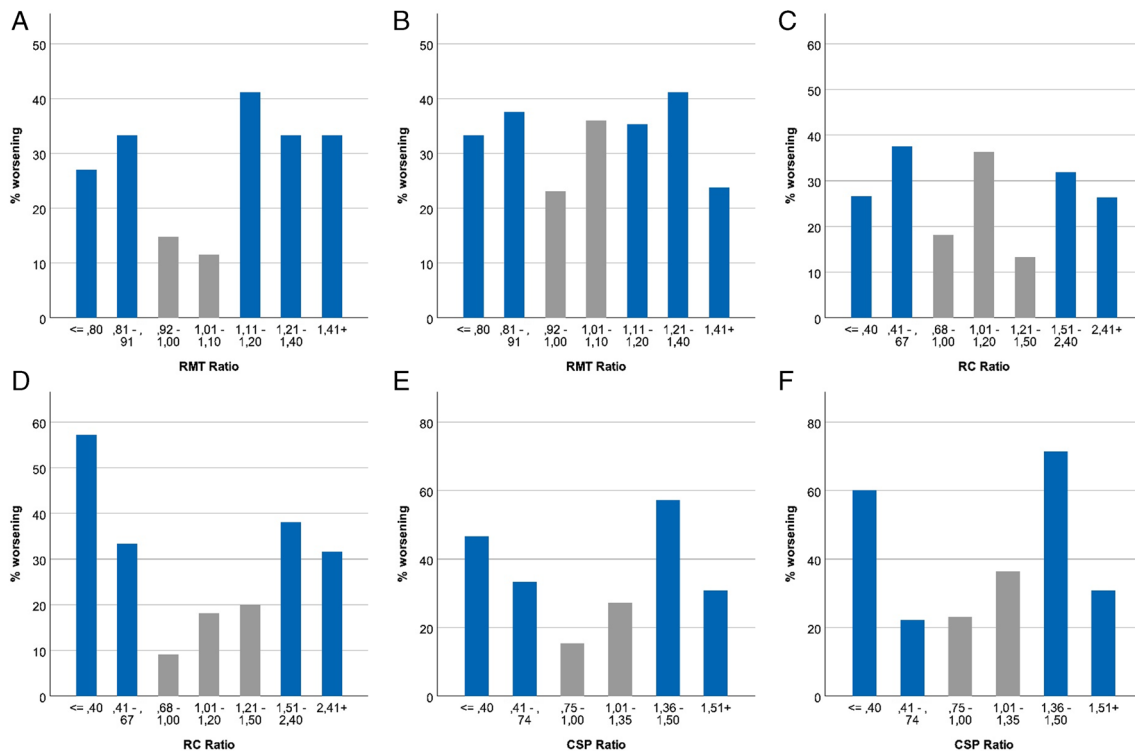 A
% worsening
50
40
30
20
10
0
<= ,80 ,81 - , ,92 - 1,01 - 1,11 - 1,21 - 1,41+
91 1,00 1,10 1,20 1,40
RMT Ratio
B
% worsening
50
40
30
20
10
0
<= ,80 ,81 - , ,92 - 1,01 - 1,11 - 1,21 - 1,41+
91 1,00 1,10 1,20 1,40
RMT Ratio
C
% worsening
60
50
40
30
20
10
0
<= ,40 ,41 - , ,68 - 1,01 - 1,21 - 1,51 - 2,41+
67 1,00 1,20 1,50 2,40
RC Ratio
D
% worsening
60
50
40
30
20
10
0
<= ,40 ,41 - , ,68 - 1,01 - 1,21 - 1,51 - 2,41+
67 1,00 1,20 1,50 2,40
RC Ratio
E
% worsening
80
60
40
20
0
<= ,40 ,41 - , ,75 - 1,01 - 1,36 - 1,51+
74 1,00 1,35 1,50
CSP Ratio
F
% worsening
80
60
40
20
0
<= ,40 ,41 - , ,75 - 1,01 - 1,36 - 1,51+
74 1,00 1,35 1,50
CSP Ratio